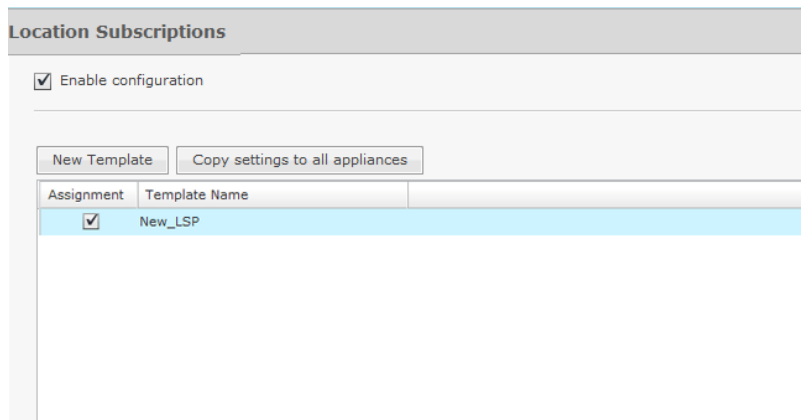 Location Subscriptions
Enable configuration
New Template Copy settings to all appliances
Assignment Template Name
New_LSP